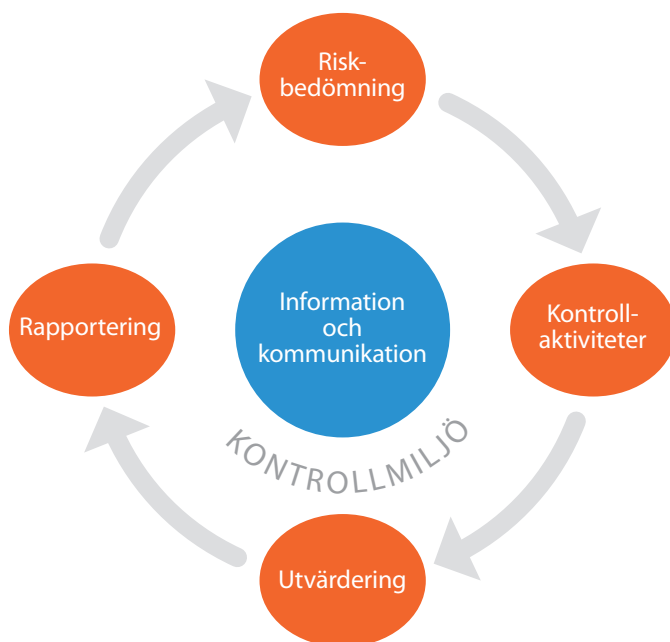 Risk-
bedömning
Kontroll-
aktiviteter
Utvärdering
Rapportering
Information
och
kommunikation
KONTROLLMILJÖ